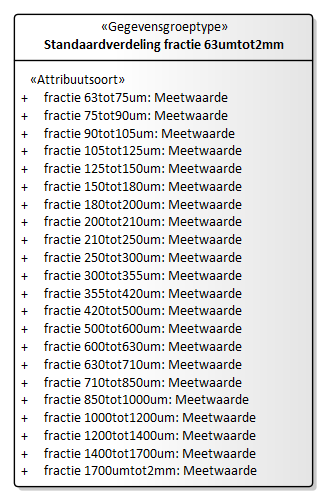 «Gegevensgroeptype»
Standaardverdeling fractie 63umtot2mm
«Attribuutsoort»
+ fractie 63tot75um: Meetwaarde
+ fractie 75tot90um: Meetwaarde
+ fractie 90tot105um: Meetwaarde
+ fractie 105tot125um: Meetwaarde
+ fractie 125tot150um: Meetwaarde
+ fractie 150tot180um: Meetwaarde
+ fractie 180tot200um: Meetwaarde
+ fractie 200tot210um: Meetwaarde
+ fractie 210tot250um: Meetwaarde
+ fractie 250tot300um: Meetwaarde
+ fractie 300tot355um: Meetwaarde
+ fractie 355tot420um: Meetwaarde
+ fractie 420tot500um: Meetwaarde
+ fractie 500tot600um: Meetwaarde
+ fractie 600tot630um: Meetwaarde
+ fractie 630tot710um: Meetwaarde
+ fractie 710tot850um: Meetwaarde
+ fractie 850tot1000um: Meetwaarde
+ fractie 1000tot1200um: Meetwaarde
+ fractie 1200tot1400um: Meetwaarde
+ fractie 1400tot1700um: Meetwaarde
+ fractie 1700umtot2mm: Meetwaarde